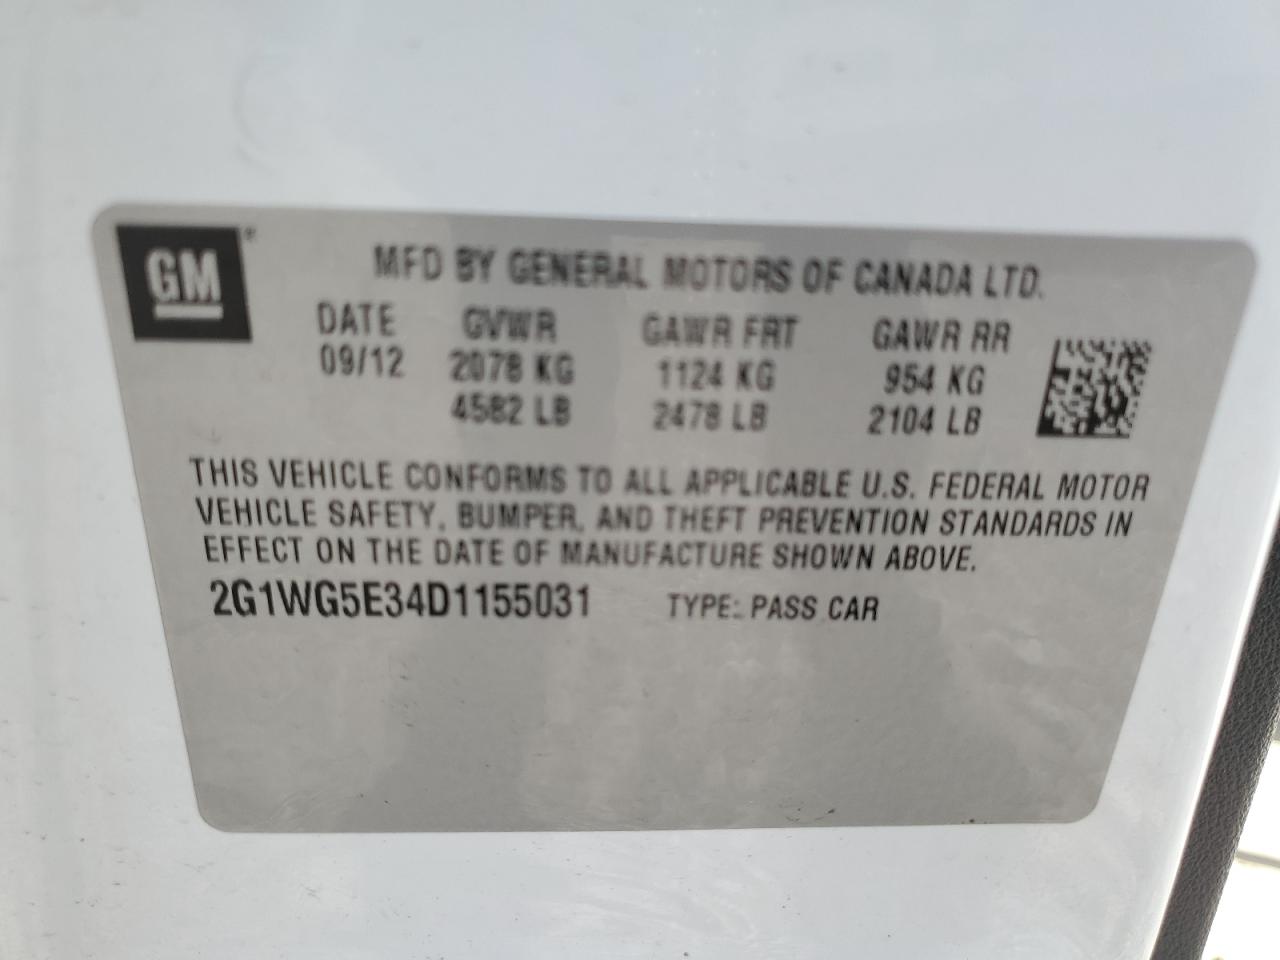 GM®
MFD BY GENERAL MOTORS OF CANADA LTD.
DATE GVWR GAWR FRT GAWR RR
09/12 2078 KG 1124 KG 954 KG
4582 LB 2478 LB 2104 LB
THIS VEHICLE CONFORMS TO ALL APPLICABLE U.S. FEDERAL MOTOR
VEHICLE SAFETY, BUMPER, AND THEFT PREVENTION STANDARDS IN
EFFECT ON THE DATE OF MANUFACTURE SHOWN ABOVE.
2G1WG5E34D1155031 TYPE: PASS CAR